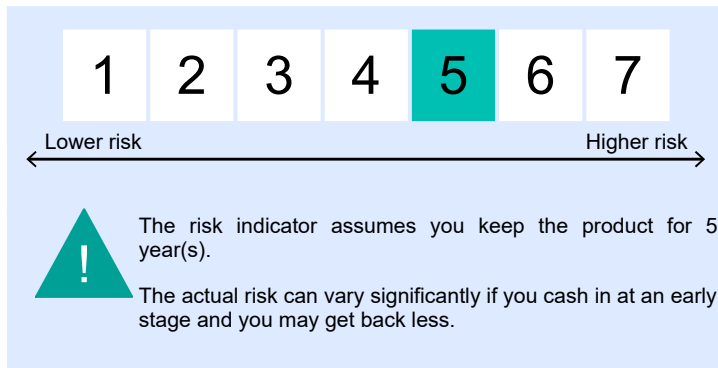 1 2 3 4 5 6 7
Lower risk Higher risk
!
The risk indicator assumes you keep the product for 5
year(s).
The actual risk can vary significantly if you cash in at an early
stage and you may get back less.